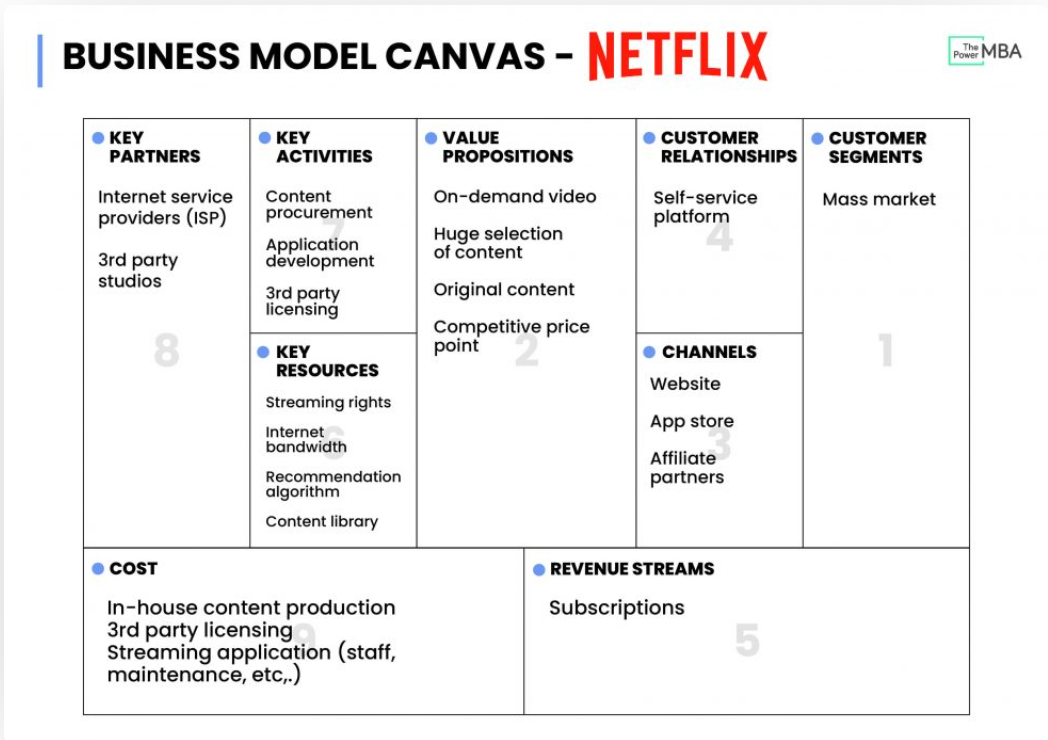 BUSINESS MODEL CANVAS - NETFLIX
The
Power MBA
KEY
PARTNERS
Internet service
providers (ISP)
3rd party
studios
8
KEY
ACTIVITIES
Content
procurement
7
Application
development
3rd party
licensing
KEY
RESOURCES
Streaming rights
Internet
bandwidth
6
Recommendation
algorithm
Content library
VALUE
PROPOSITIONS
On-demand video
Huge selection
of content
Original content
Competitive price
point
2
CUSTOMER
RELATIONSHIPS
Self-service
platform
4
CHANNELS
Website
App store
3
Affiliate
partners
CUSTOMER
SEGMENTS
Mass market
1
COST
In-house content production
3rd party licensing
9
Streaming application (staff,
maintenance, etc,.)
REVENUE STREAMS
Subscriptions
5